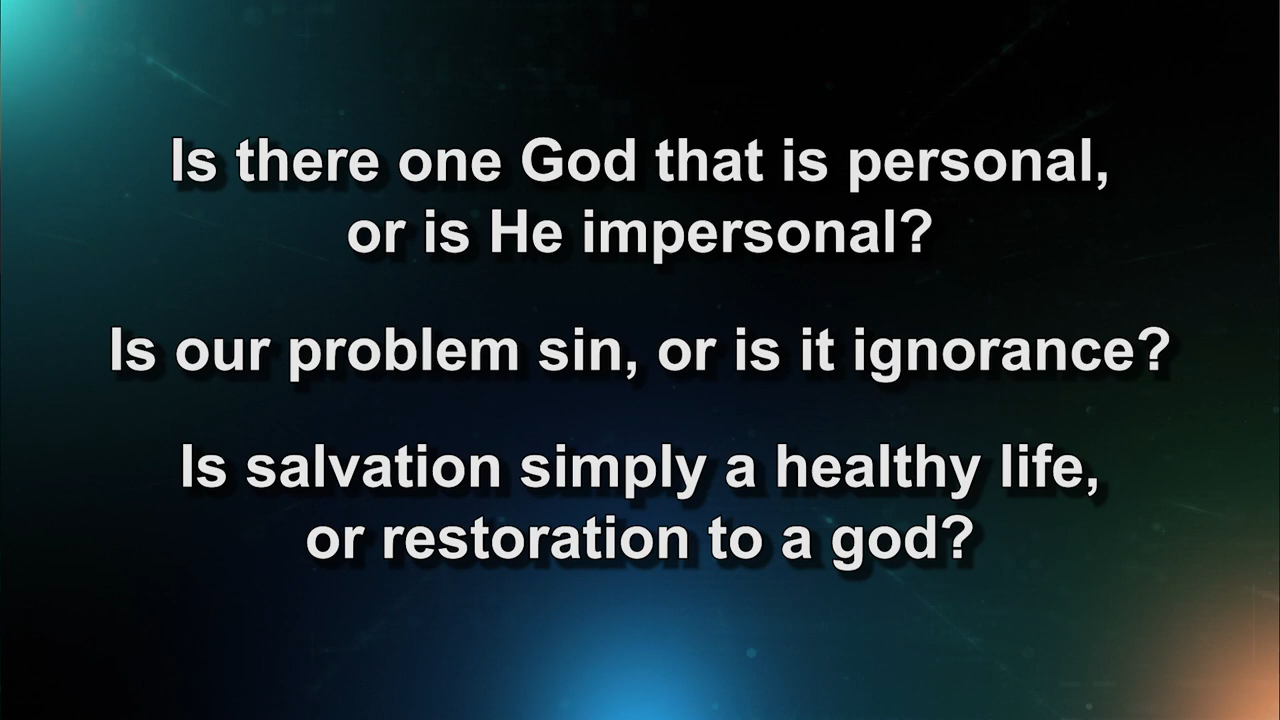 Is there one God that is personal,
or is He impersonal?
Is our problem sin, or is it ignorance?
Is salvation simply a healthy life,
or restoration to a god?